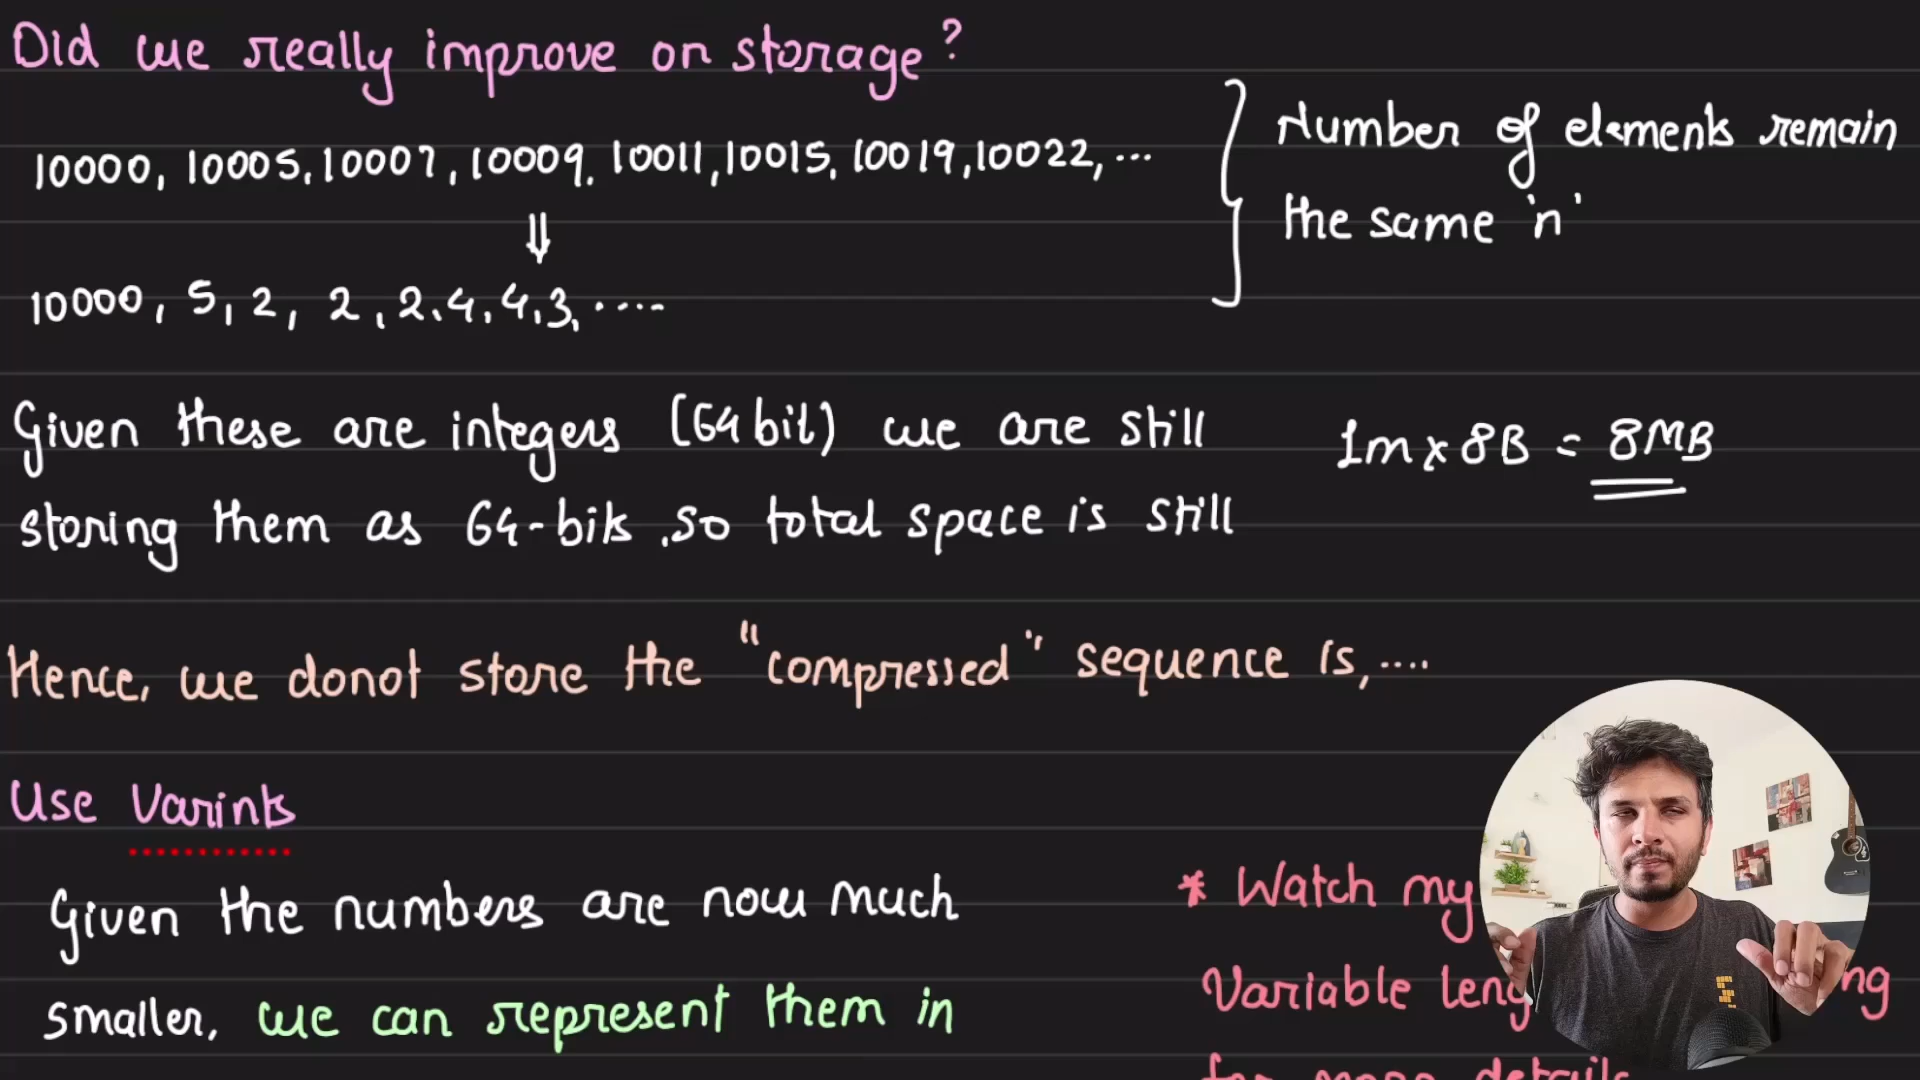 Did we really improve on storage?
10000, 10005, 10007, 10009, 10011, 10015, 10019, 10022, ...
Number of elements remain
the same 'n'
10000, 5, 2, 2, 2, 4, 4, 3, ....
Given these are integers (64 bit) we are still
storing them as 64-bits, so total space is still
1m x 8B = 8MB
Hence, we donot store the "compressed" sequence is, ....
Use Varints
Given the numbers are now much
smaller, we can represent them in
* Watch my
Variable
for more details